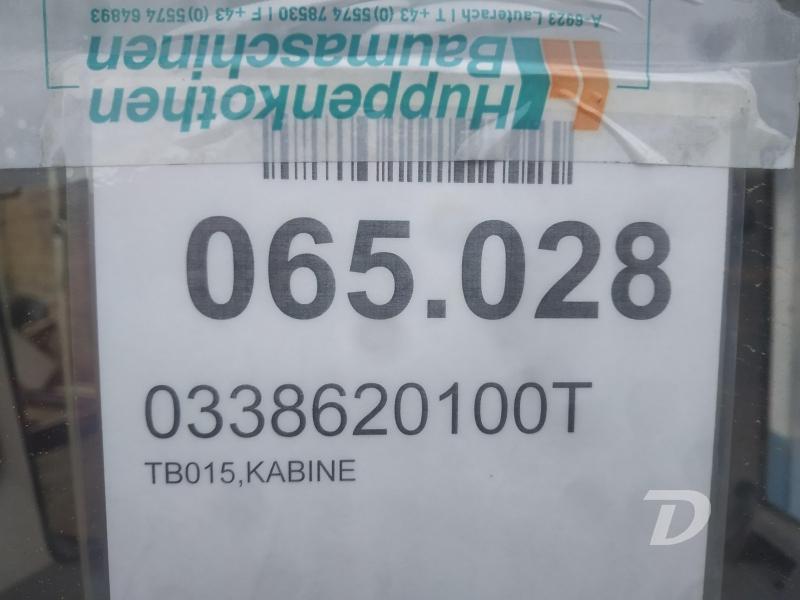 A-6923 Lauterach | T +43 (0)5574 78530 | F +43 (0)5574 64893
Huppenkothen
Baumaschinen
065.028
0338620100T
TB015,KABINE
D